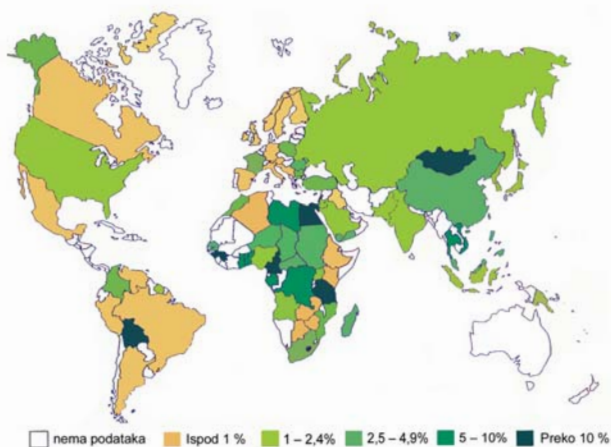 nema podataka Ispod 1 % 1 – 2,4% 2,5 – 4,9% 5 – 10% Preko 10 %